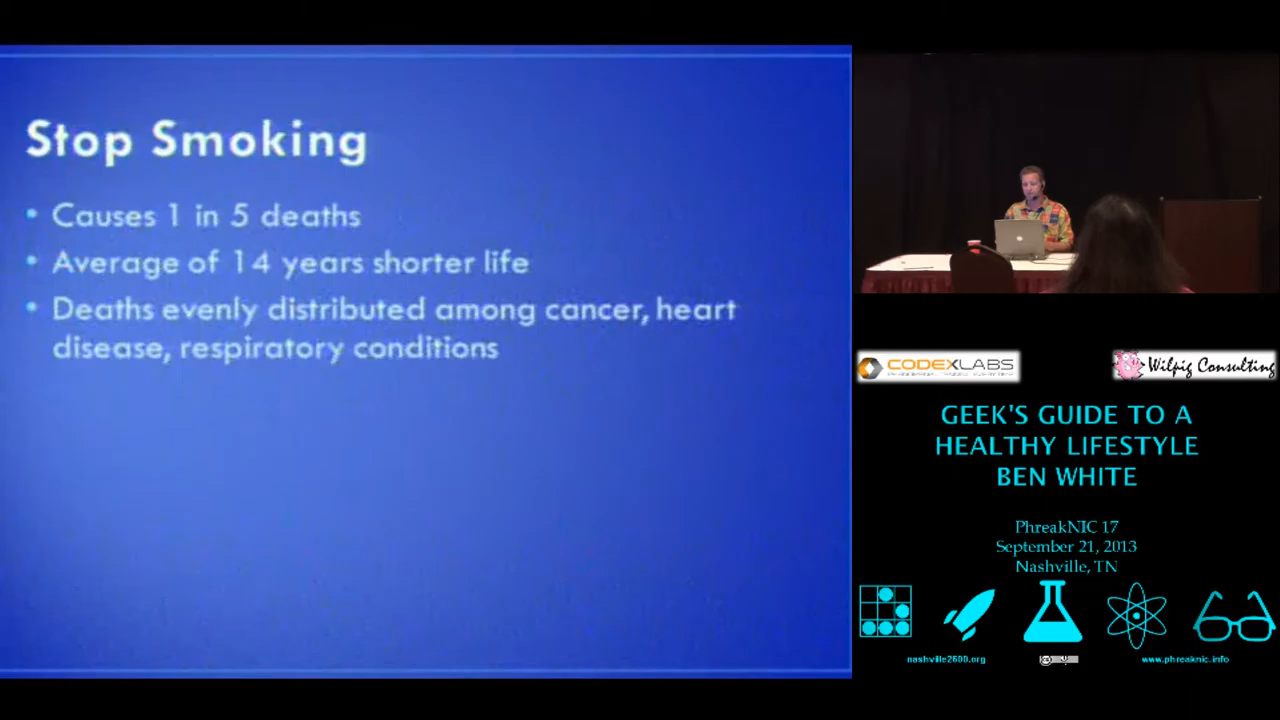 Stop Smoking
• Causes 1 in 5 deaths
• Average of 14 years shorter life
• Deaths evenly distributed among cancer, heart
disease, respiratory conditions
CODEXLABS
Wilpig Consulting
GEEK'S GUIDE TO A
HEALTHY LIFESTYLE
BEN WHITE
PhreakNIC 17
September 21, 2013
Nashville, TN
nashville2600.org
www.phreaknic.info